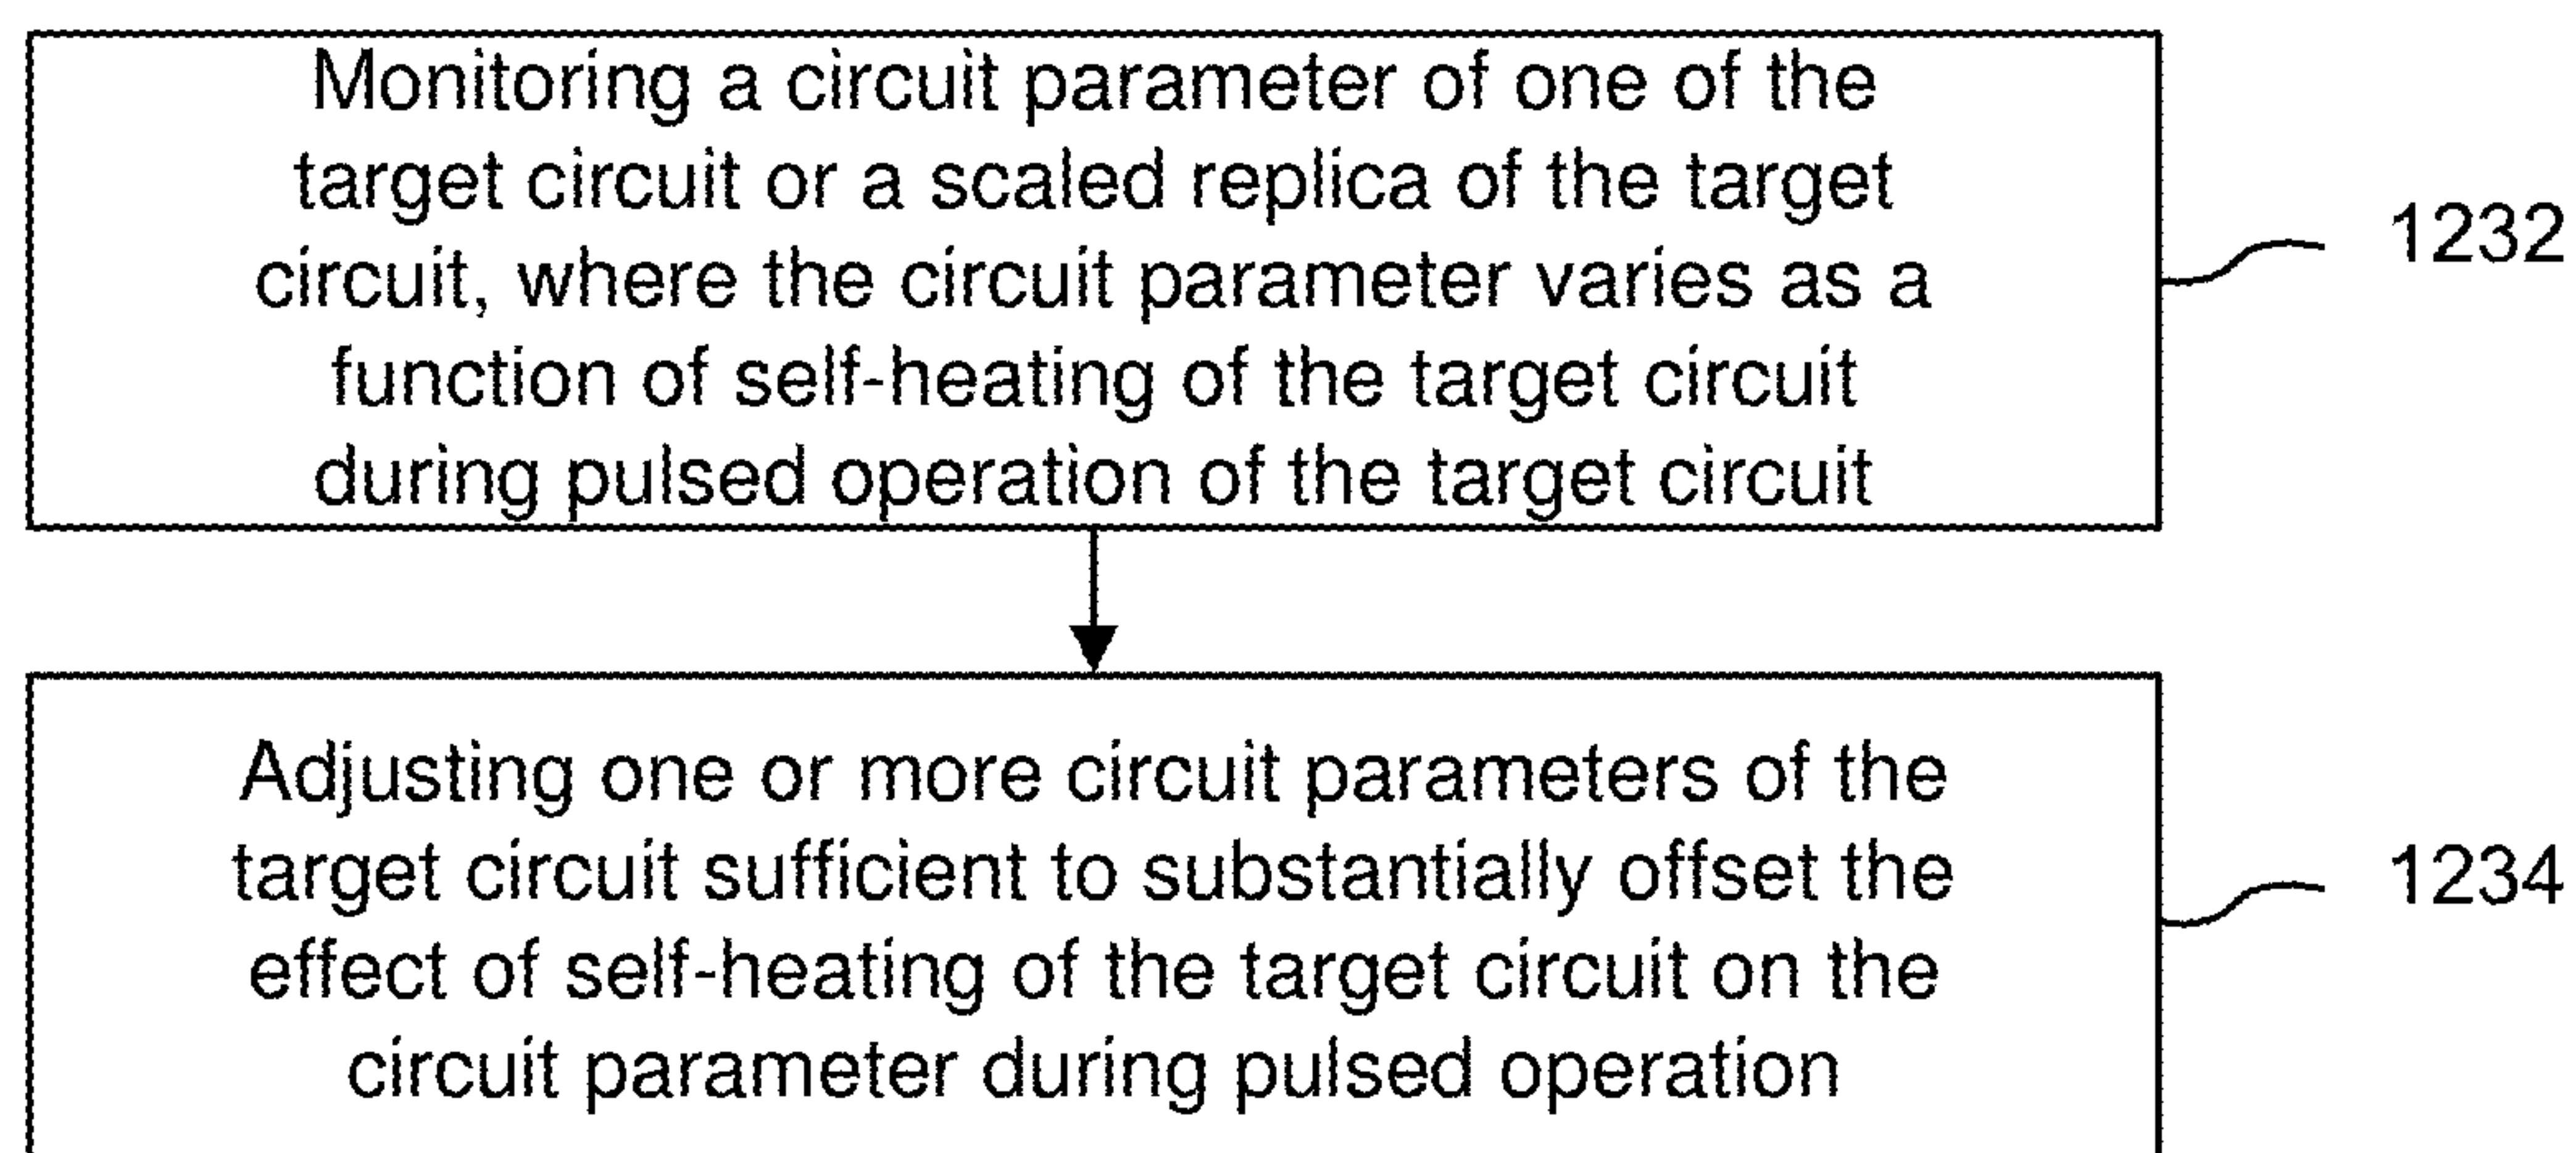 Monitoring a circuit parameter of one of the
target circuit or a scaled replica of the target
circuit, where the circuit parameter varies as a
function of self-heating of the target circuit
during pulsed operation of the target circuit
1232
Adjusting one or more circuit parameters of the
target circuit sufficient to substantially offset the
effect of self-heating of the target circuit on the
circuit parameter during pulsed operation
1234